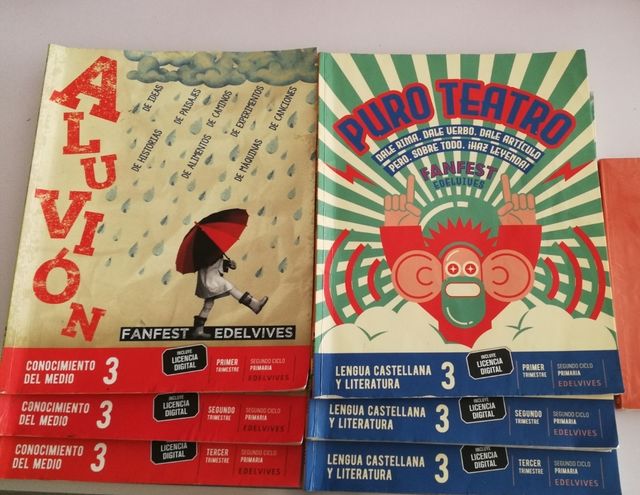 ALUVIÓN
DE HISTORIAS
DE IDEAS
DE PAISAJES
DE ALIMENTOS
DE CAMINOS
DE EXPERIMENTOS
DE MÁQUINAS
DE CANCIONES
FANFEST EDELVIVES
CONOCIMIENTO
DEL MEDIO
3
INCLUYE
LICENCIA
DIGITAL
PRIMER
TRIMESTRE
SEGUNDO CICLO
PRIMARIA
EDELVIVES
CONOCIMIENTO
DEL MEDIO
3
INCLUYE
LICENCIA
DIGITAL
SEGUNDO
TRIMESTRE
SEGUNDO CICLO
PRIMARIA
EDELVIVES
CONOCIMIENTO
DEL MEDIO
3
LICENCIA
DIGITAL
TERCER
TRIMESTRE
SEGUNDO CICLO
PRIMARIA
EDELVIVES
PURO TEATRO
DALE RIMA, DALE VERBO, DALE ARTÍCULO
PERO, SOBRE TODO, ¡HAZ LEYENDA!
FANFEST
EDELVIVES
LENGUA CASTELLANA
Y LITERATURA
3
INCLUYE
LICENCIA
DIGITAL
PRIMER
TRIMESTRE
SEGUNDO CICLO
PRIMARIA
EDELVIVES
LENGUA CASTELLANA
Y LITERATURA
3
INCLUYE
LICENCIA
DIGITAL
SEGUNDO
TRIMESTRE
SEGUNDO CICLO
PRIMARIA
EDELVIVES
LENGUA CASTELLANA
Y LITERATURA
3
INCLUYE
LICENCIA
DIGITAL
TERCER
TRIMESTRE
SEGUNDO CICLO
PRIMARIA
EDELVIVES